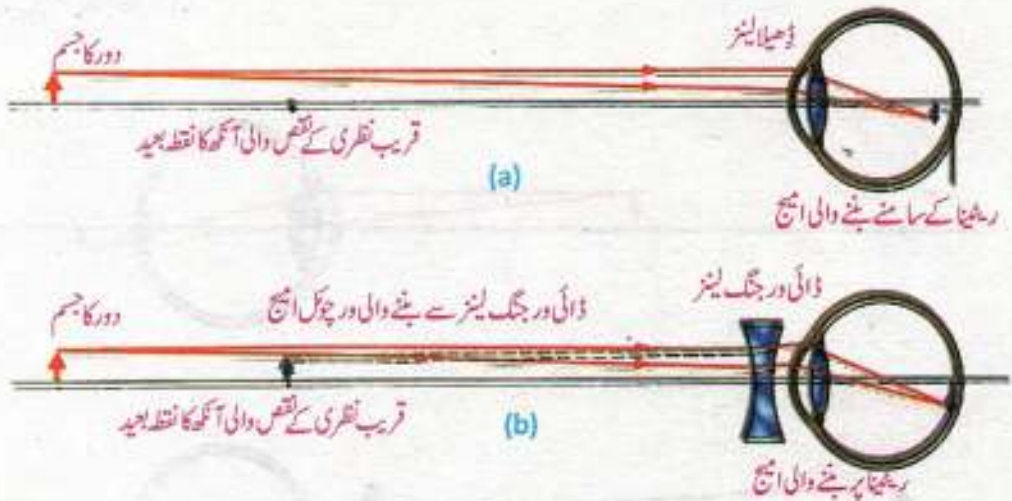 دور کا جسم
ڈھیلا لینز
قریب نظری کے نقص والی آنکھ کا نقطہ بعید
(a)
ریٹینا کے سامنے بننے والی امیج
ڈائی ورجنگ لینز
دور کا جسم
ڈائی ورجنگ لینز سے بننے والی ورچوئل امیج
قریب نظری کے نقص والی آنکھ کا نقطہ بعید
(b)
ریٹینا پر بننے والی امیج